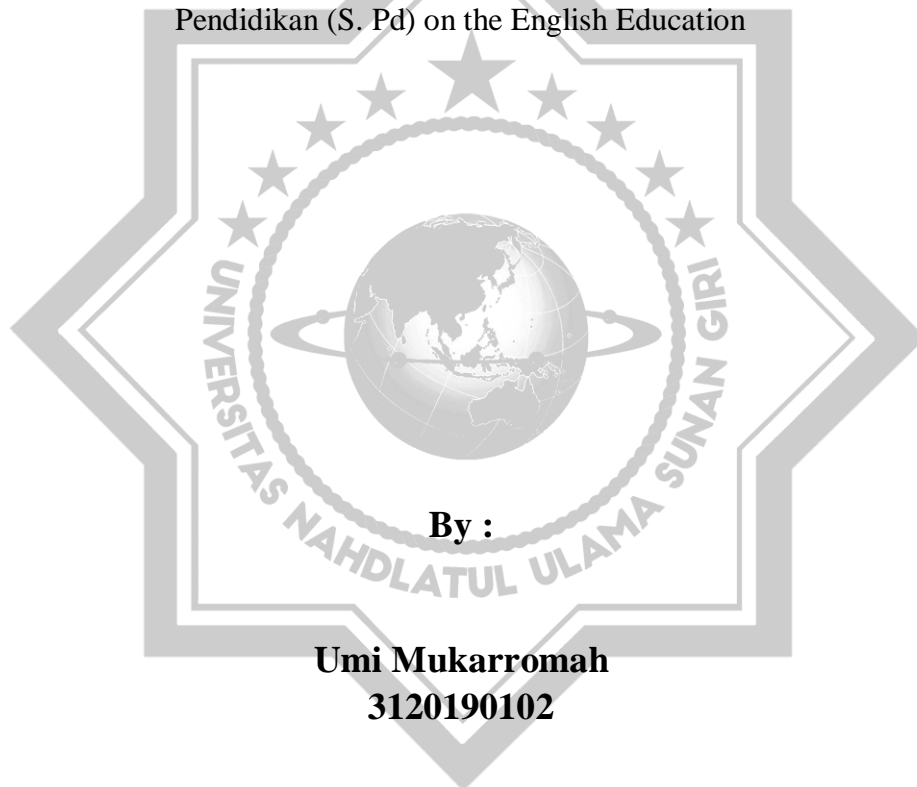 Pendidikan (S. Pd) on the English Education
UNIVERSITAS NAHDLATUL ULAMA SUNAN GIRI
By :
Umi Mukarromah
3120190102